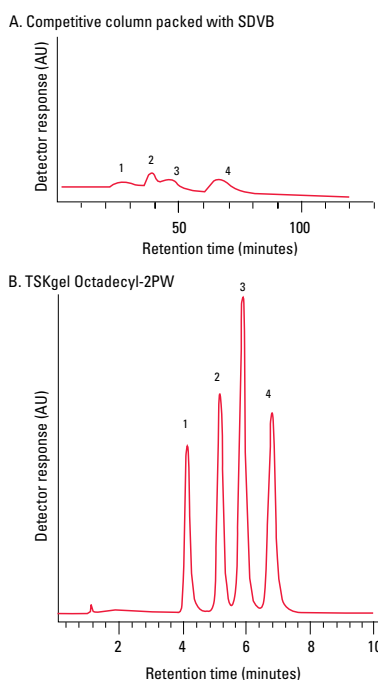 A. Competitive column packed with SDVB
Detector response (AU)
1
2
3
4
50
100
Retention time (minutes)
B. TSKgel Octadecyl-2PW
Detector response (AU)
3
2
4
1
2
4
6
8
10
Retention time (minutes)